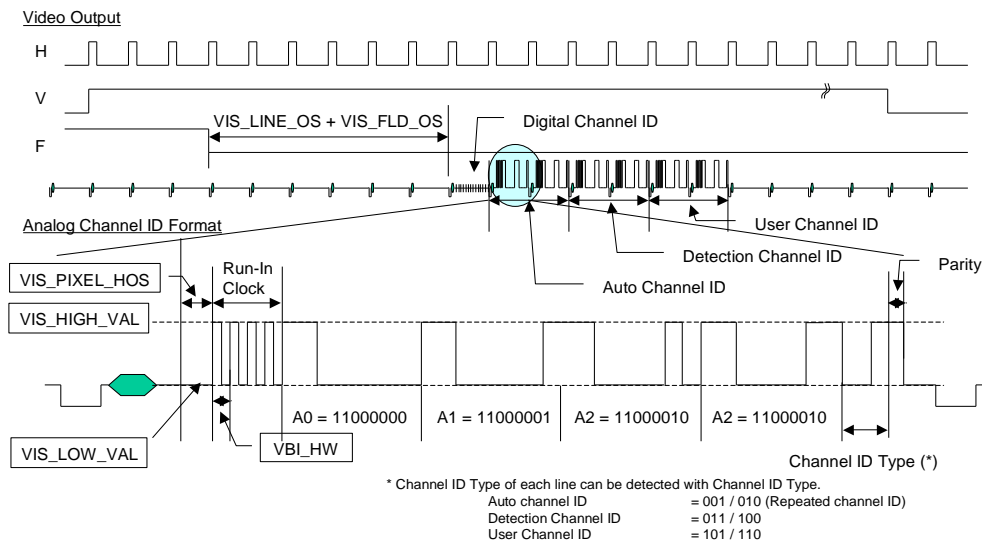 Video Output
H
V
VIS_LINE_OS + VIS_FLD_OS
Digital Channel ID
F
User Channel ID
Analog Channel ID Format
Detection Channel ID
Auto Channel ID
Parity
VIS_PIXEL_HOS
Run-In
Clock
VIS_HIGH_VAL
A0 = 11000000
A1 = 11000001
A2 = 11000010
A2 = 11000010
VIS_LOW_VAL
VBI_HW
Channel ID Type (*)
* Channel ID Type of each line can be detected with Channel ID Type.
Auto channel ID = 001 / 010 (Repeated channel ID)
Detection Channel ID = 011 / 100
User Channel ID = 101 / 110